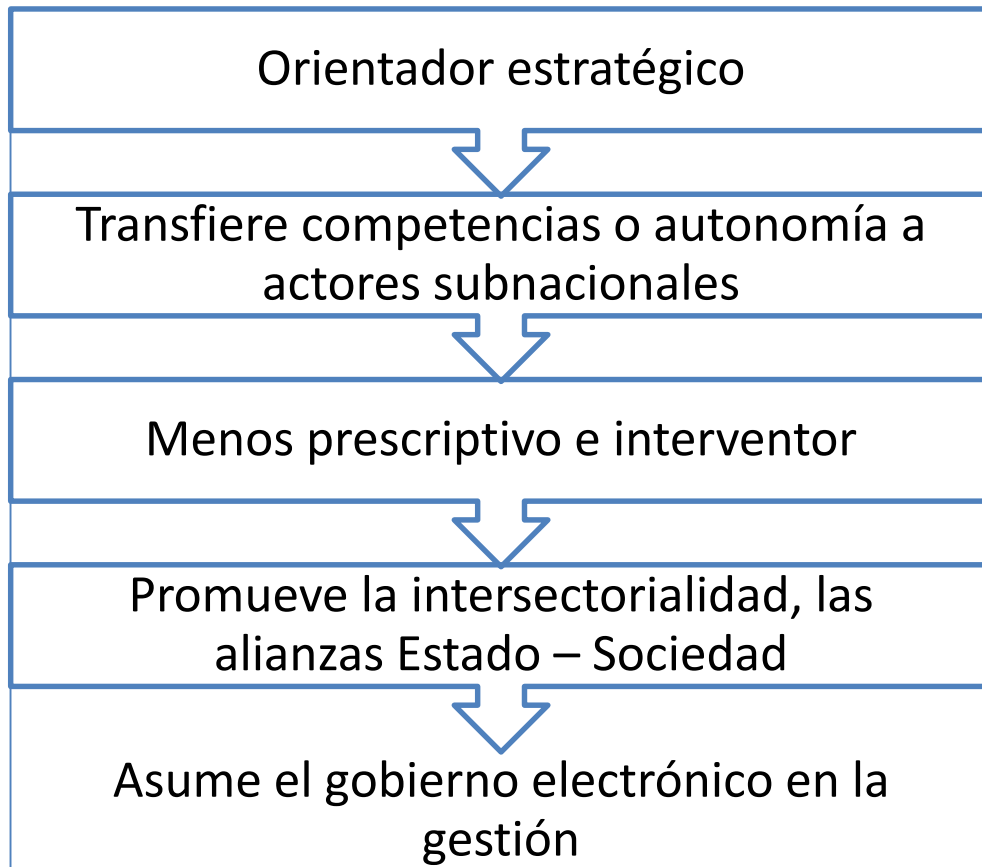 Orientador estratégico
Transfiere competencias o autonomía a
actores subnacionales
Menos prescriptivo e interventor
Promueve la intersectorialidad, las
alianzas Estado – Sociedad
Asume el gobierno electrónico en la
gestión